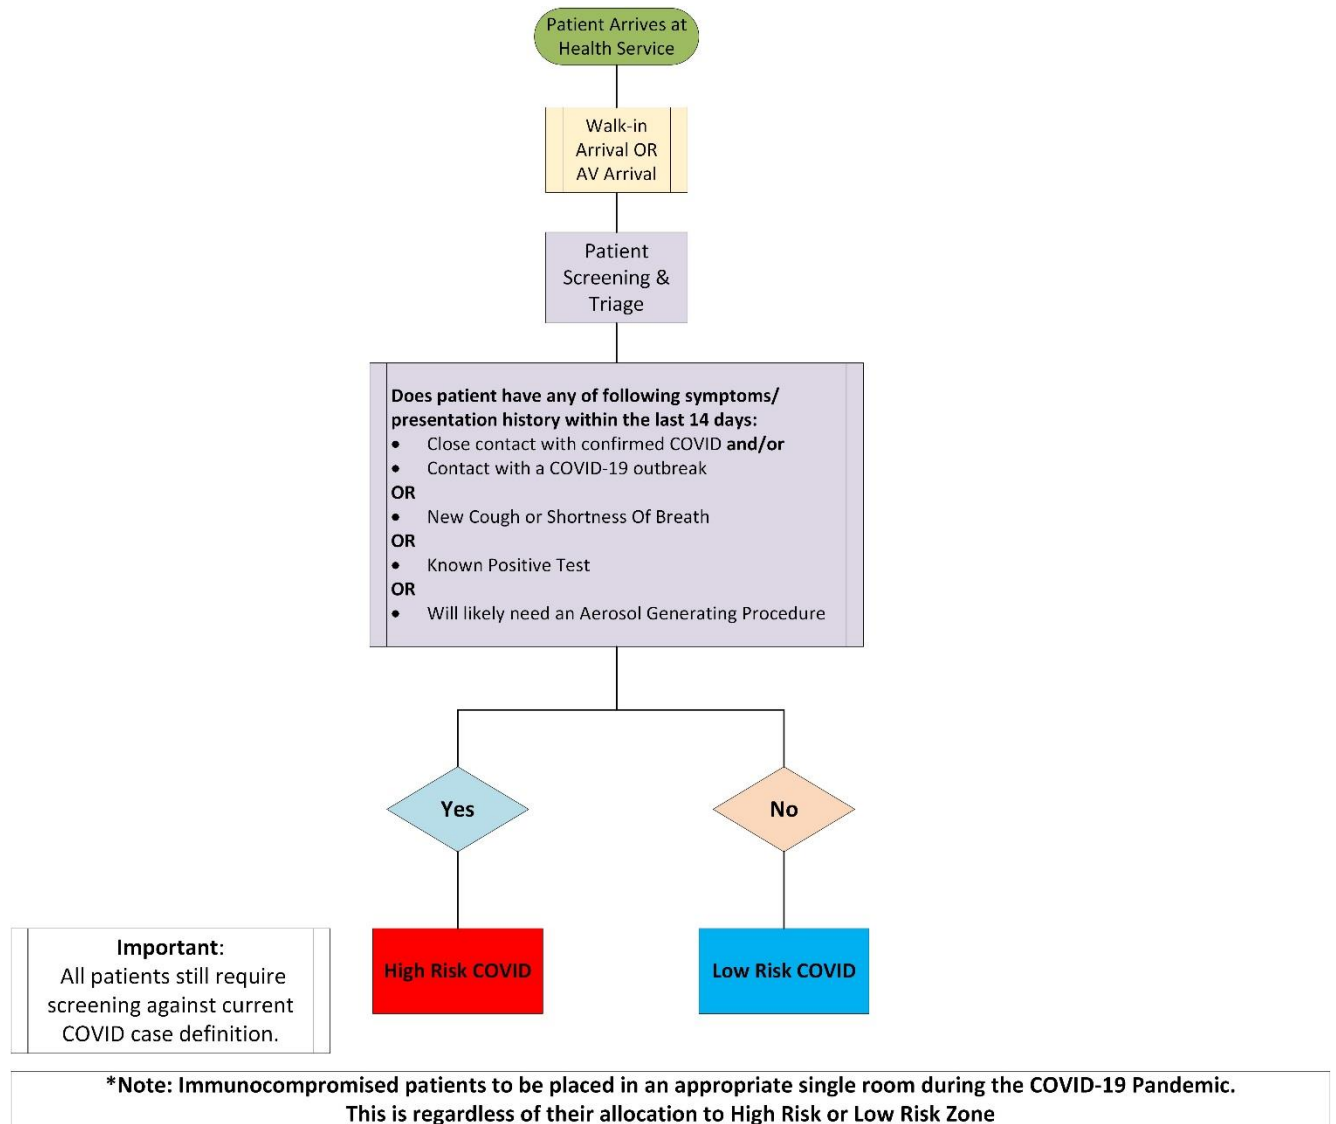 Patient Arrives at
Health Service
Walk-in
Arrival OR
AV Arrival
Patient
Screening &
Triage
Does patient have any of following symptoms/
presentation history within the last 14 days:
• Close contact with confirmed COVID and/or
• Contact with a COVID-19 outbreak
OR
• New Cough or Shortness Of Breath
OR
• Known Positive Test
OR
• Will likely need an Aerosol Generating Procedure
Yes
No
High Risk COVID
Low Risk COVID
Important:
All patients still require
screening against current
COVID case definition.
*Note: Immunocompromised patients to be placed in an appropriate single room during the COVID-19 Pandemic.
This is regardless of their allocation to High Risk or Low Risk Zone